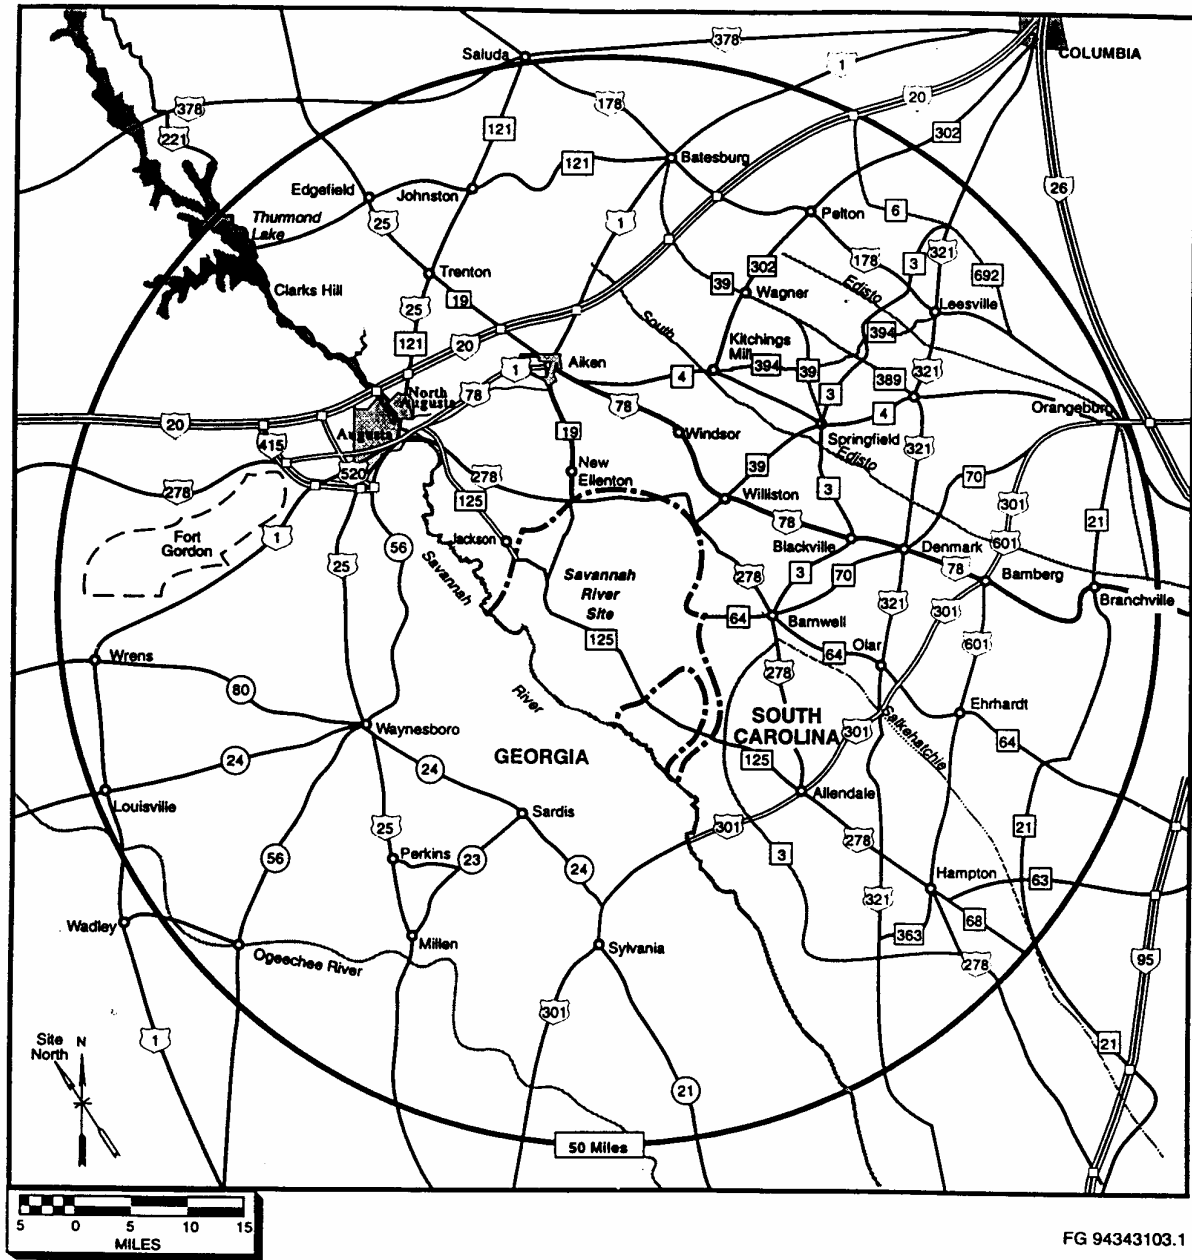 378
COLUMBIA
Saluda
1
20
178
378
221
121
302
121
Batesburg
26
Edgefield
Johnston
Thurmond
Lake
25
1
Pelton
6
321
178
3
692
Trenton
302
Edisto
Clarks Hill
19
39
Wagner
Leesville
25
South
Kitchings
Mill
394
121
20
Aiken
1
4
394
39
389
321
North
Augusta
78
78
3
4
Orangeburg
20
Augusta
19
Windsor
Springfield
415
Edisto
321
520
New
Ellenton
278
39
70
278
125
Williston
3
301
Fort
Gordon
1
56
78
21
Jackson
Blackville
Denmark
601
25
Savannah
Savannah
River
Site
278
3
70
78
Bamberg
Branchville
64
Barnwell
321
301
125
64
Olar
601
Wrens
278
80
River
SOUTH
CAROLINA
Ehrhardt
Waynesboro
301
Salkehatchie
64
GEORGIA
24
24
125
Louisville
Allendale
Sardis
25
301
278
21
56
Perkins
23
24
3
Hampton
63
321
68
Wadley
363
Millen
Sylvania
Ogeechee River
278
95
301
Site
North
N
1
21
21
50 Miles
5 0 5 10 15
MILES
FG 94343103.1